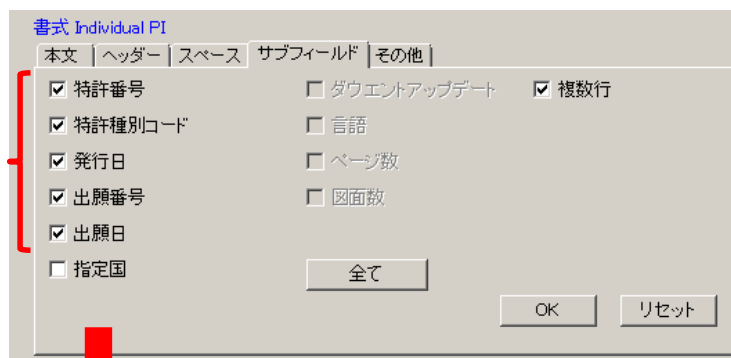 書式 Individual PI
本文 ヘッダー スペース サブフィールド その他
特許番号 ダウエントアップデート 複数行
特許種別コード 言語
発行日 ページ数
出願番号 図面数
出願日
指定国 全て
OK リセット